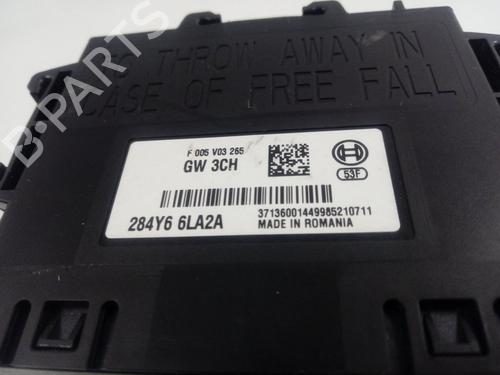 THROW AWAY IN
CASE OF FREE FALL
F 005 V03 265
GW 3CH
53F
284Y6 6LA2A
37136001449985210711
MADE IN ROMANIA
B-PARTS